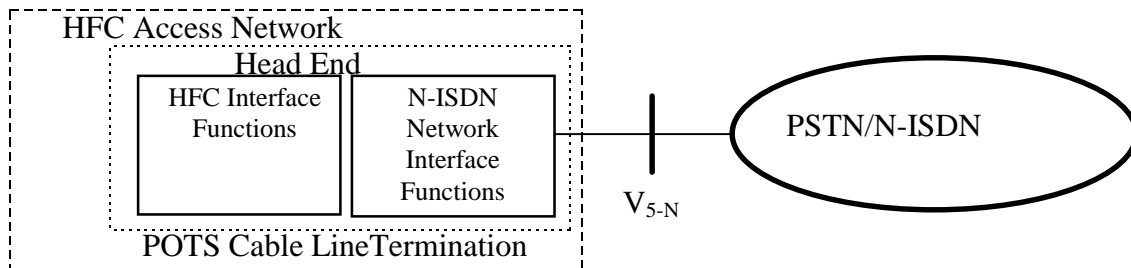 HFC Access Network
Head End
HFC Interface
Functions
N-ISDN
Network
Interface
Functions
PSTN/N-ISDN
V5-N
POTS Cable LineTermination